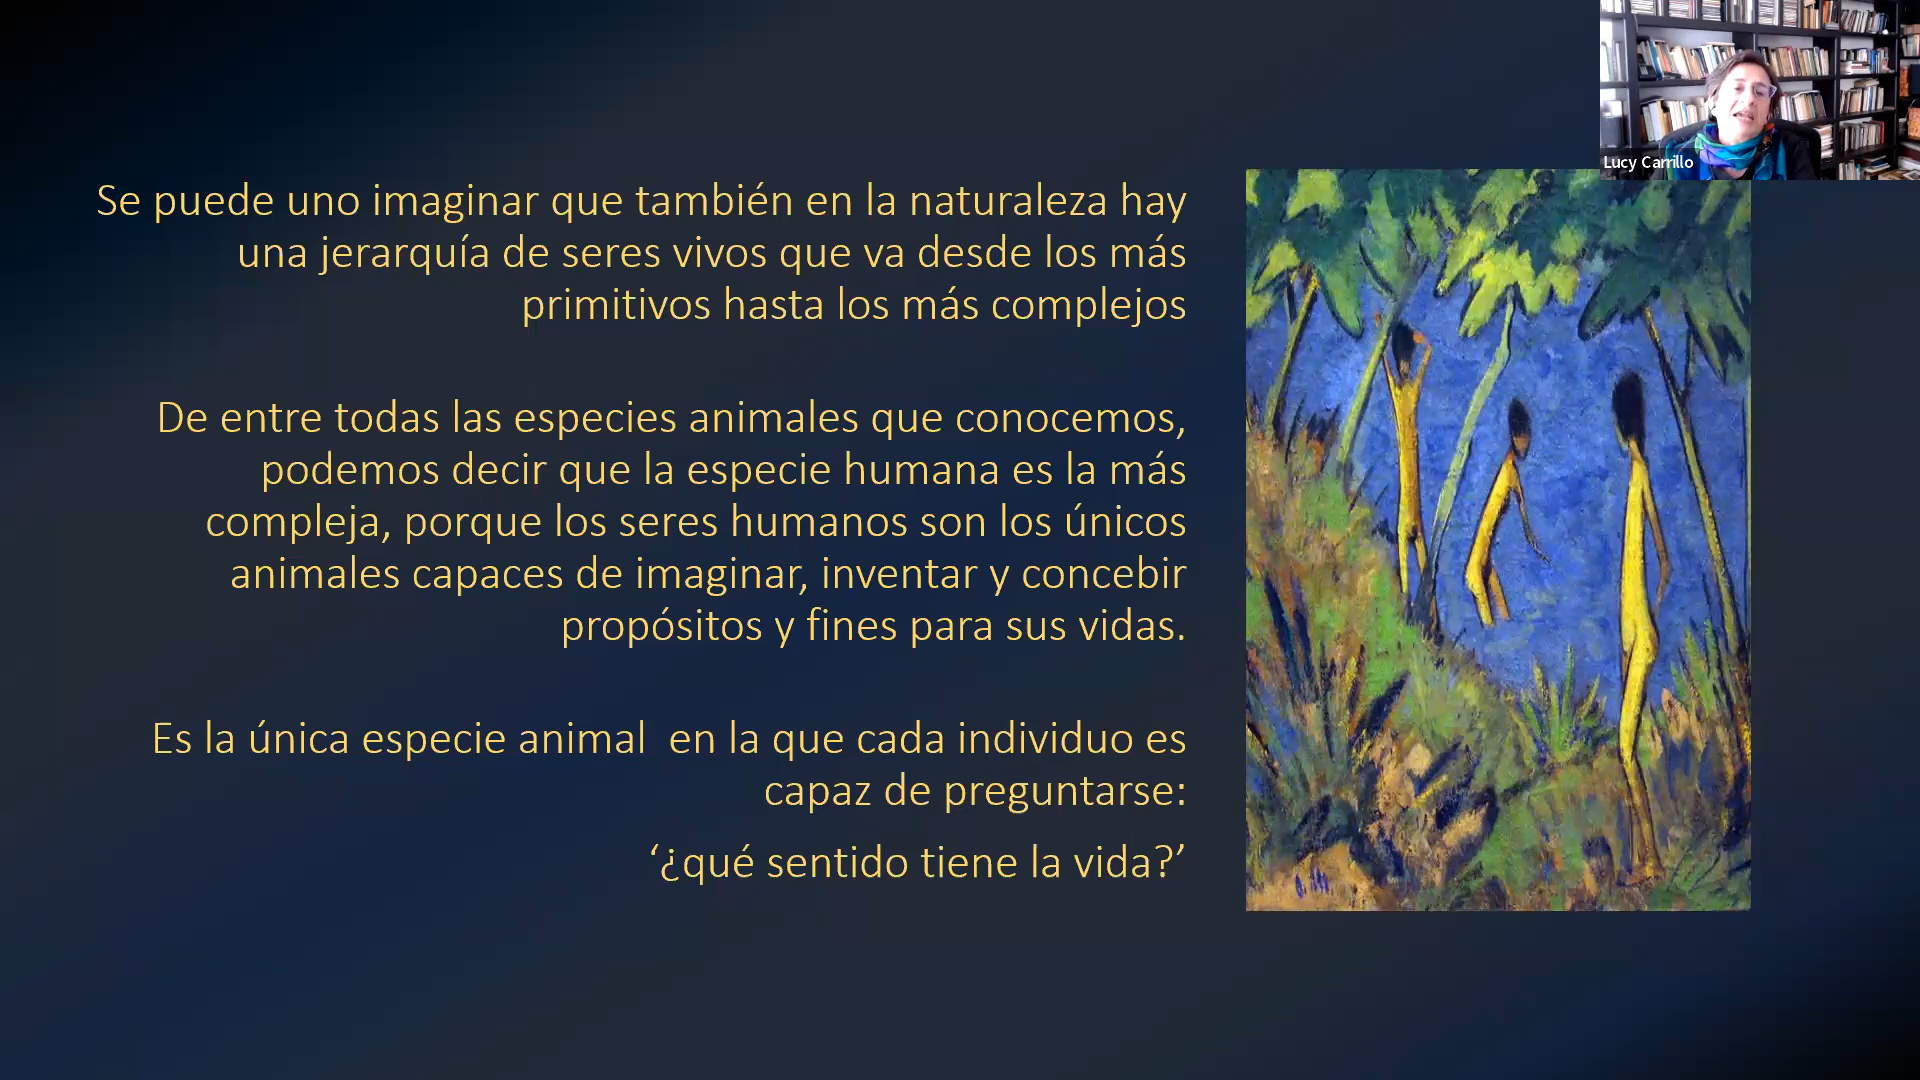 Lucy Carrillo
Se puede uno imaginar que también en la naturaleza hay
una jerarquía de seres vivos que va desde los más
primitivos hasta los más complejos
De entre todas las especies animales que conocemos,
podemos decir que la especie humana es la más
compleja, porque los seres humanos son los únicos
animales capaces de imaginar, inventar y concebir
propósitos y fines para sus vidas.
Es la única especie animal  en la que cada individuo es
capaz de preguntarse:
‘¿qué sentido tiene la vida?’